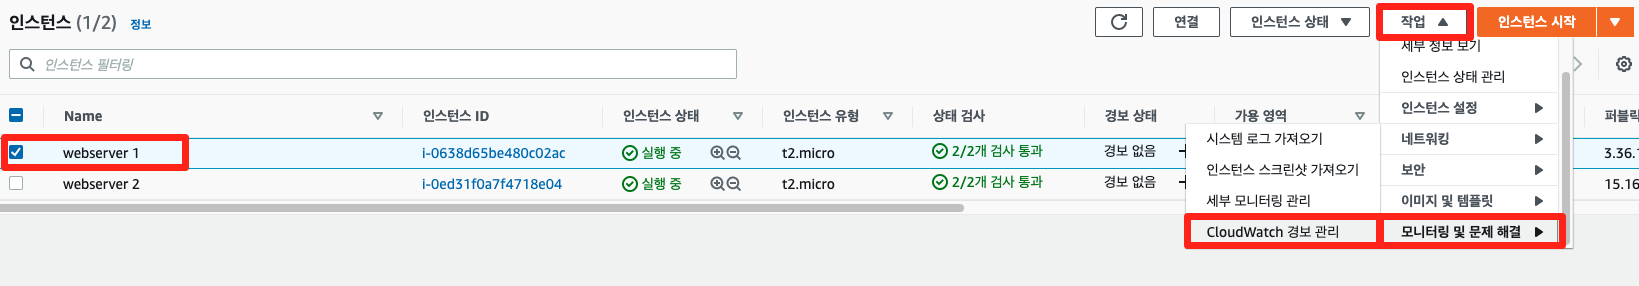 인스턴스 (1/2) 정보 연결 인스턴스 상태 작업 인스턴스 시작
인스턴스 필터링
세부 정보 보기
인스턴스 상태 관리
인스턴스 설정
네트워킹
보안
이미지 및 템플릿
모니터링 및 문제 해결
시스템 로그 가져오기
인스턴스 스크린샷 가져오기
세부 모니터링 관리
CloudWatch 경보 관리
Name 인스턴스 ID 인스턴스 상태 인스턴스 유형 상태 검사 경보 상태 가용 영역 퍼블릭
webserver 1 i-0638d65be480c02ac 실행 중 t2.micro 2/2개 검사 통과 경보 없음 3.36.1
webserver 2 i-0ed31f0a7f4718e04 실행 중 t2.micro 2/2개 검사 통과 경보 없음 15.16